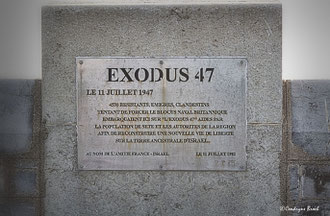 EXODUS 47
LE 11 JUILLET 1947
EMIGRES, CLANDESTINS
TENTANT DE FORCER LE BLOCUS NAVAL BRITANNIQUE
EMBARQUAIENT ICI SUR "L'EXODUS 47" AIDES PAR
LA POPULATION DE SETE ET LES AUTORITES DE LA REGION
AFIN DE RECONSTRUIRE UNE NOUVELLE VIE DE LIBERTE
SUR LA TERRE ANCESTRALE D'ISRAEL.
AU NOM DE L'AMITIE FRANCE - ISRAEL
LE 11 JUILLET